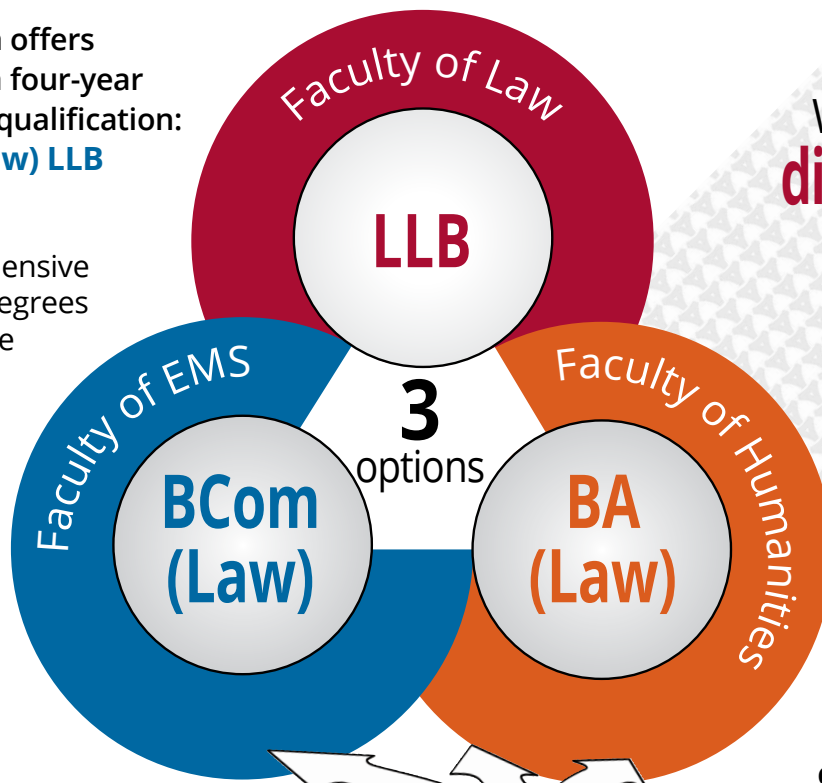 offers
four-year
qualification:
w) LLB
ensive
egrees
e
Faculty of Law
LLB
3
options
Faculty of EMS
BCom
(Law)
Faculty of Humanities
BA
(Law)
di